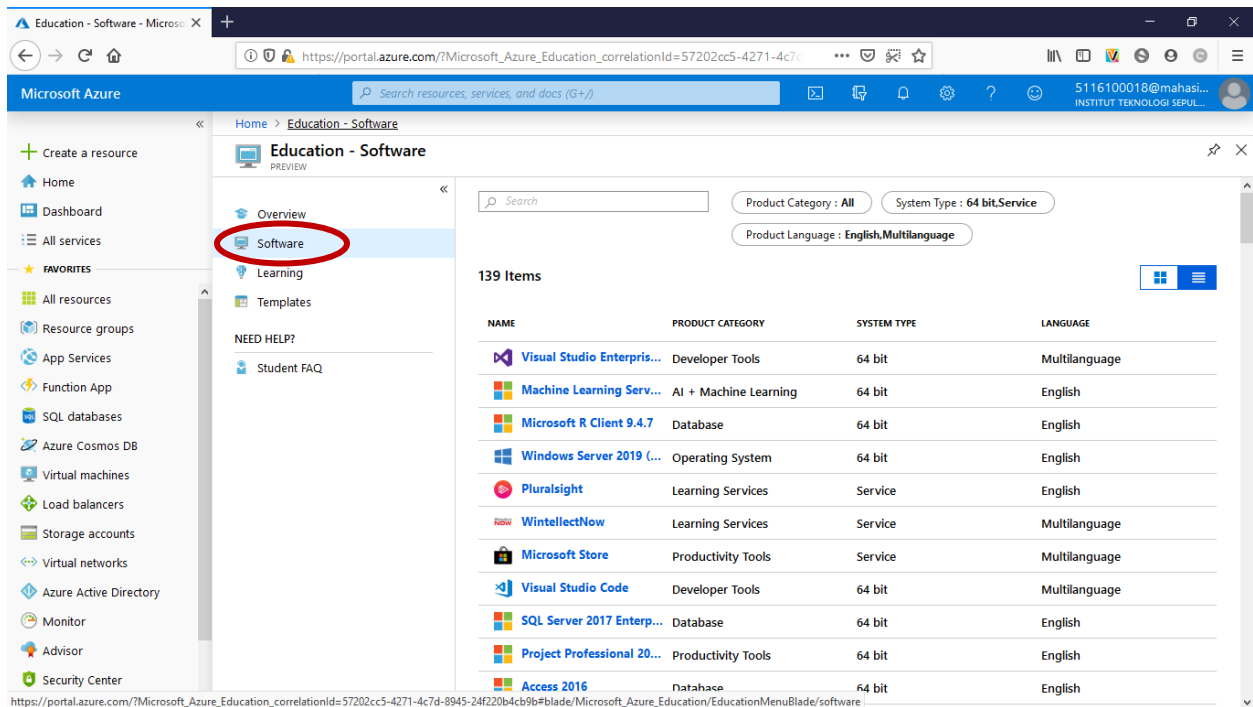 Education - Software - Microso
https://portal.azure.com/?Microsoft_Azure_Education_correlationId=57202cc5-4271-4c7d
Microsoft Azure
Search resources, services, and docs (G+/)
5116100018@mahasi...
INSTITUT TEKNOLOGI SEPUL...
Home > Education - Software
Education - Software
PREVIEW
Create a resource
Home
Dashboard
All services
FAVORITES
All resources
Resource groups
App Services
Function App
SQL databases
Azure Cosmos DB
Virtual machines
Load balancers
Storage accounts
Virtual networks
Azure Active Directory
Monitor
Advisor
Security Center
Overview
Software
Learning
Templates
NEED HELP?
Student FAQ
Search
Product Category : All
System Type : 64 bit,Service
Product Language : English,Multilanguage
139 Items
NAME PRODUCT CATEGORY SYSTEM TYPE LANGUAGE
Visual Studio Enterpris... Developer Tools 64 bit Multilanguage
Machine Learning Serv... AI + Machine Learning 64 bit English
Microsoft R Client 9.4.7 Database 64 bit English
Windows Server 2019 (... Operating System 64 bit English
Pluralsight Learning Services Service English
NOW WintellectNow Learning Services Service Multilanguage
Microsoft Store Productivity Tools Service Multilanguage
Visual Studio Code Developer Tools 64 bit Multilanguage
SQL Server 2017 Enterp... Database 64 bit English
Project Professional 20... Productivity Tools 64 bit English
Access 2016 Database 64 bit English
https://portal.azure.com/?Microsoft_Azure_Education_correlationId=57202cc5-4271-4c7d-8945-24f220b4cb9b#blade/Microsoft_Azure_Education/EducationMenuBlade/software